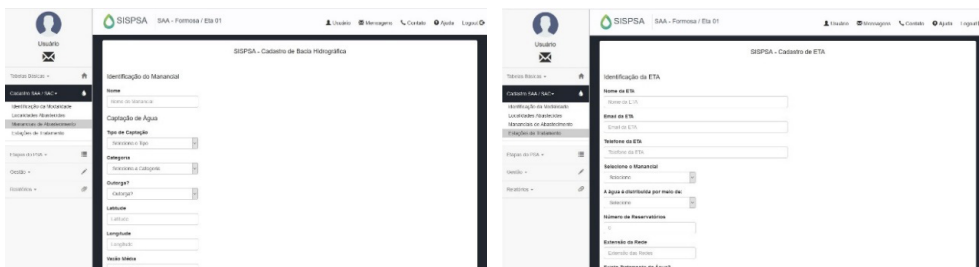 SISPSA SAA - Formosa / Eta 01
Usuário Mensagens Contato Ajuda Logout
Usuário
SISPSA - Cadastro de Bacia Hidrográfica
Tabelas Básicas
Cadastro SAA / SAC
Identificação da Modalidade
Localidades Abastecidas
Mananciais de Abastecimento
Estações de Tratamento
Etapas do PSA
Gestão
Relatórios
Identificação do Manancial
Nome
Nome do Manancial
Captação de Água
Tipo de Captação
Selecione o Tipo
Categoria
Selecione a Categoria
Outorga?
Outorga?
Latitude
Latitude
Longitude
Longitude
Vazão Média
SISPSA SAA - Formosa / Eta 01
Usuário Mensagens Contato Ajuda Logout
Usuário
SISPSA - Cadastro de ETA
Tabelas Básicas
Cadastro SAA / SAC
Identificação da Modalidade
Localidades Abastecidas
Mananciais de Abastecimento
Estações de Tratamento
Etapas do PSA
Gestão
Relatórios
Identificação da ETA
Nome da ETA
Nome da ETA
Email da ETA
Email da ETA
Telefone da ETA
Telefone da ETA
Selecione o Manancial
Selecione
A água é distribuída por meio de:
Selecione
Número de Reservatórios
0
Extensão da Rede
Extensão das Redes